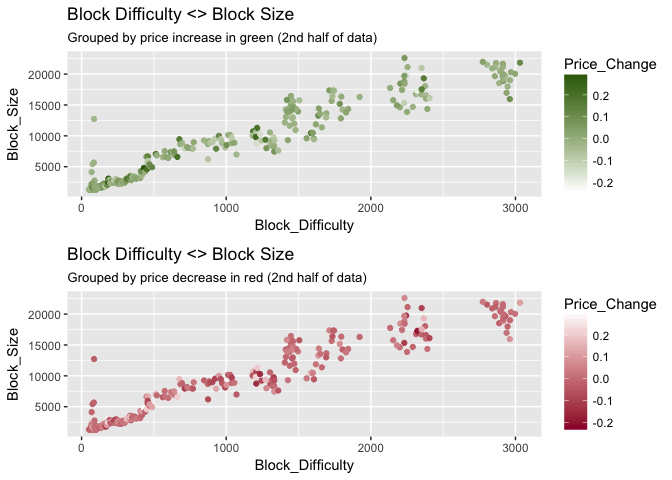 Block Difficulty <> Block Size
Grouped by price increase in green (2nd half of data)
Block_Size
20000
15000
10000
5000
0
1000
2000
3000
Block_Difficulty
Price_Change
0.2
0.1
0.0
-0.1
-0.2
Block Difficulty <> Block Size
Grouped by price decrease in red (2nd half of data)
Block_Size
20000
15000
10000
5000
0
1000
2000
3000
Block_Difficulty
Price_Change
0.2
0.1
0.0
-0.1
-0.2